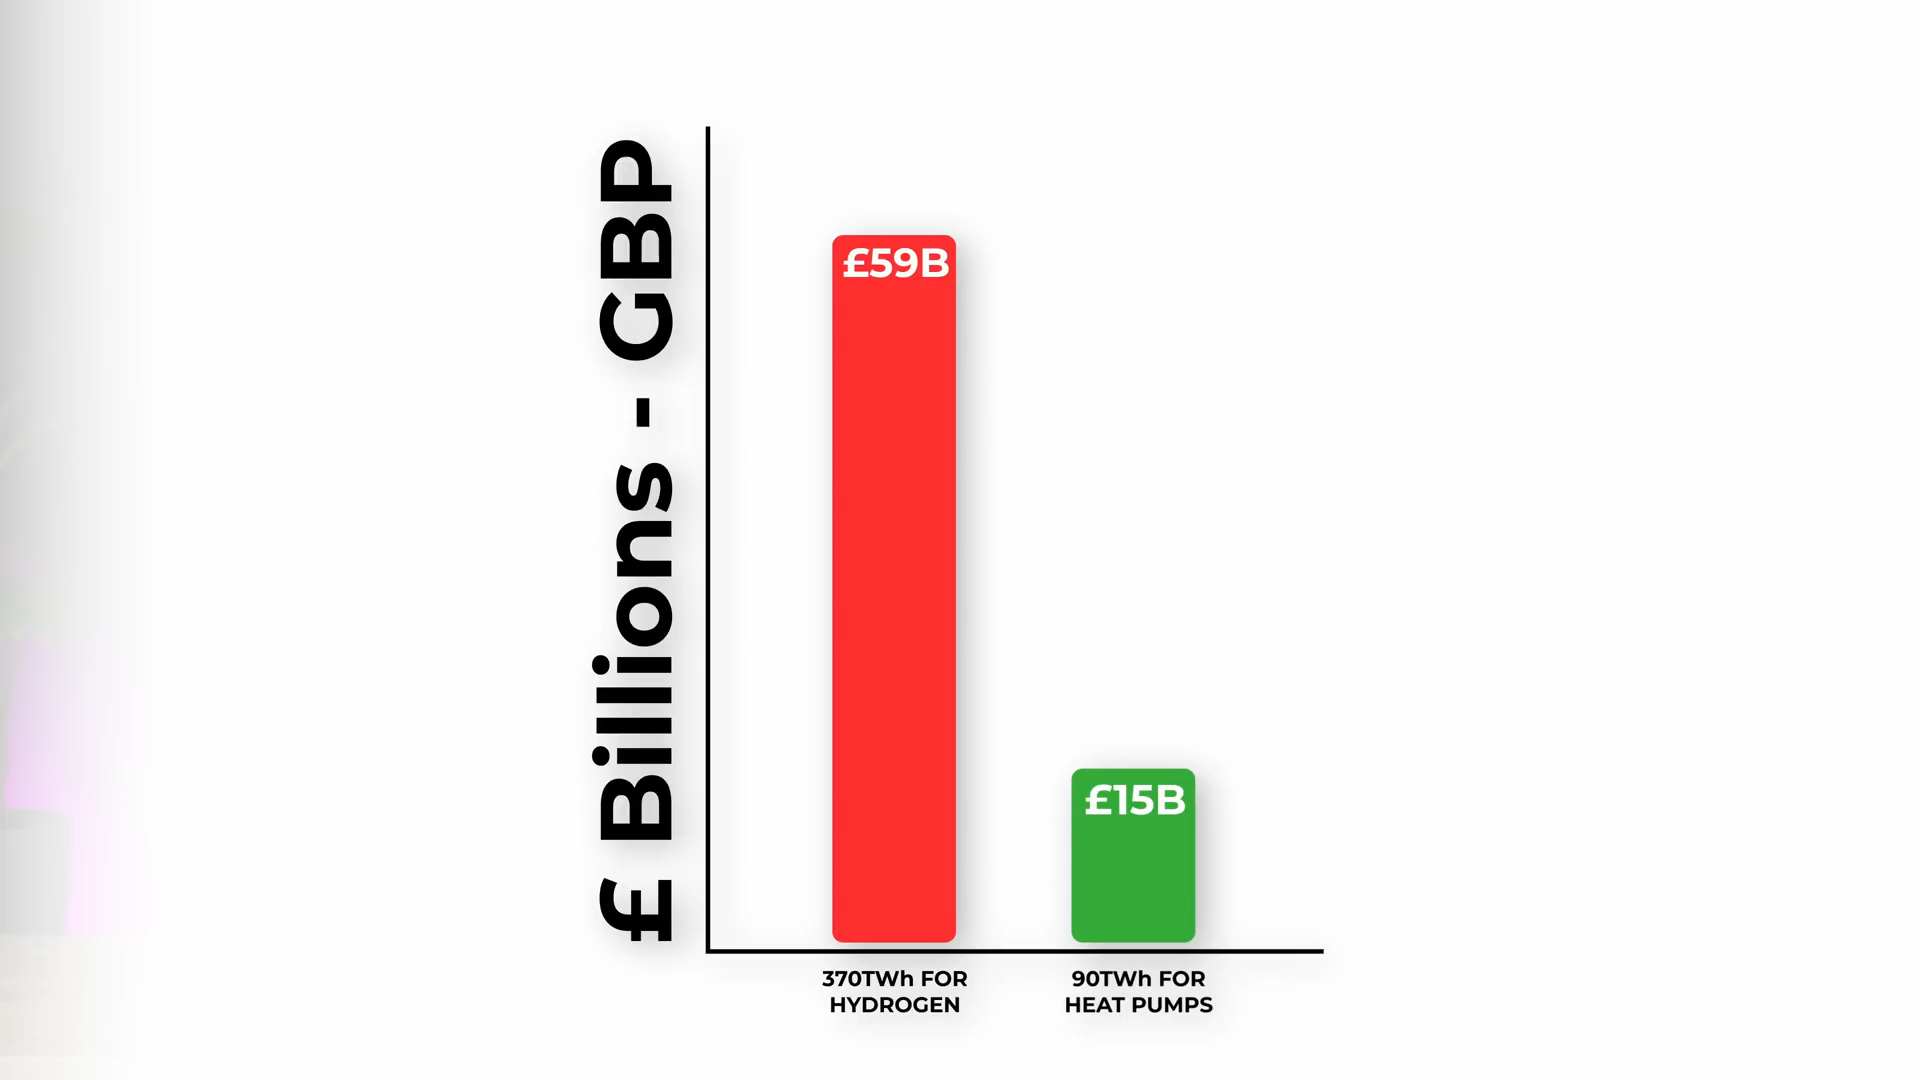 £ Billions - GBP
£59B
£15B
370TWh FOR
HYDROGEN
90TWh FOR
HEAT PUMPS